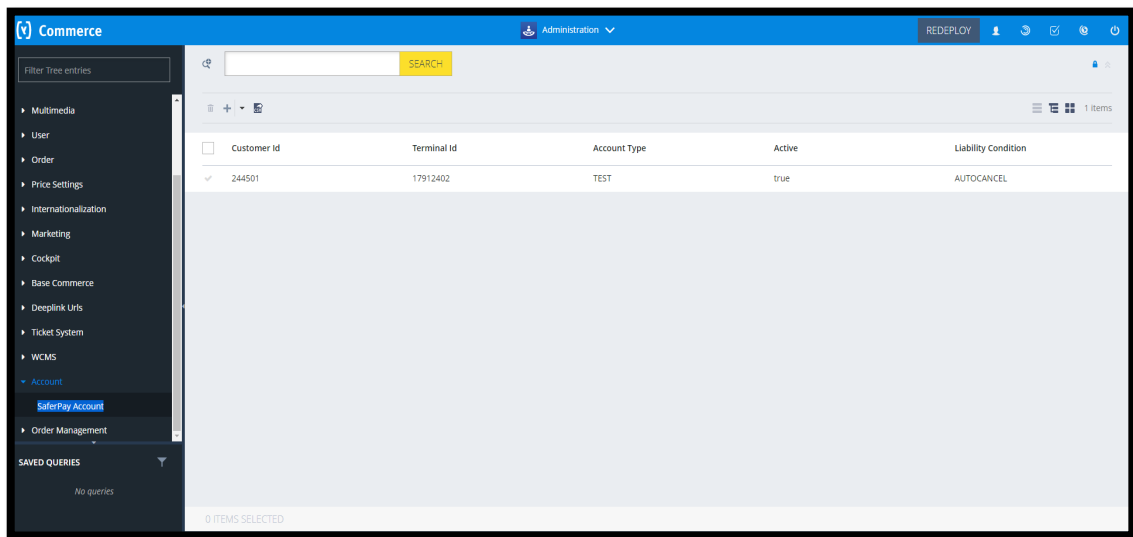 [y] Commerce
Administration
REDEPLOY
Filter Tree entries
Multimedia
User
Order
Price Settings
Internationalization
Marketing
Cockpit
Base Commerce
Deeplink Urls
Ticket System
WCMS
Account
SaferPay Account
Order Management
SAVED QUERIES
No queries
SEARCH
1 items
Customer Id Terminal Id Account Type Active Liability Condition
244501 17912402 TEST true AUTOCANCEL
0 ITEMS SELECTED